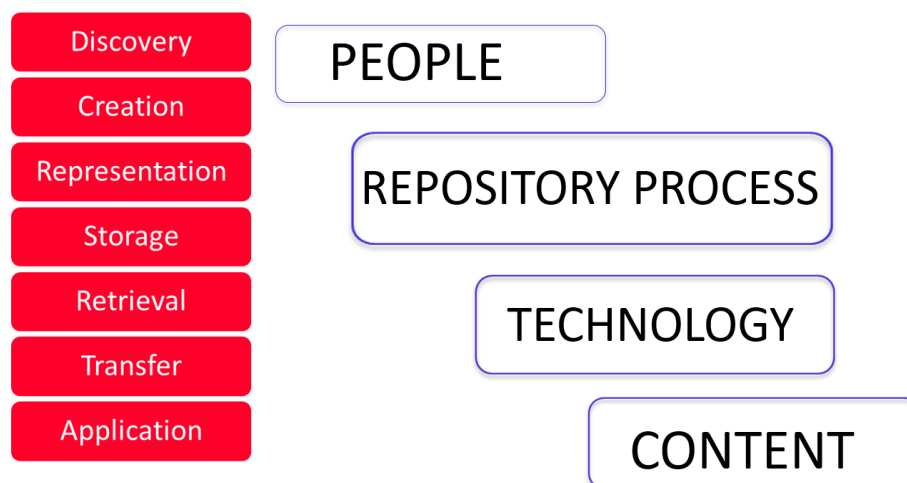 Discovery
Creation
Representation
Storage
Retrieval
Transfer
Application
PEOPLE
REPOSITORY PROCESS
TECHNOLOGY
CONTENT